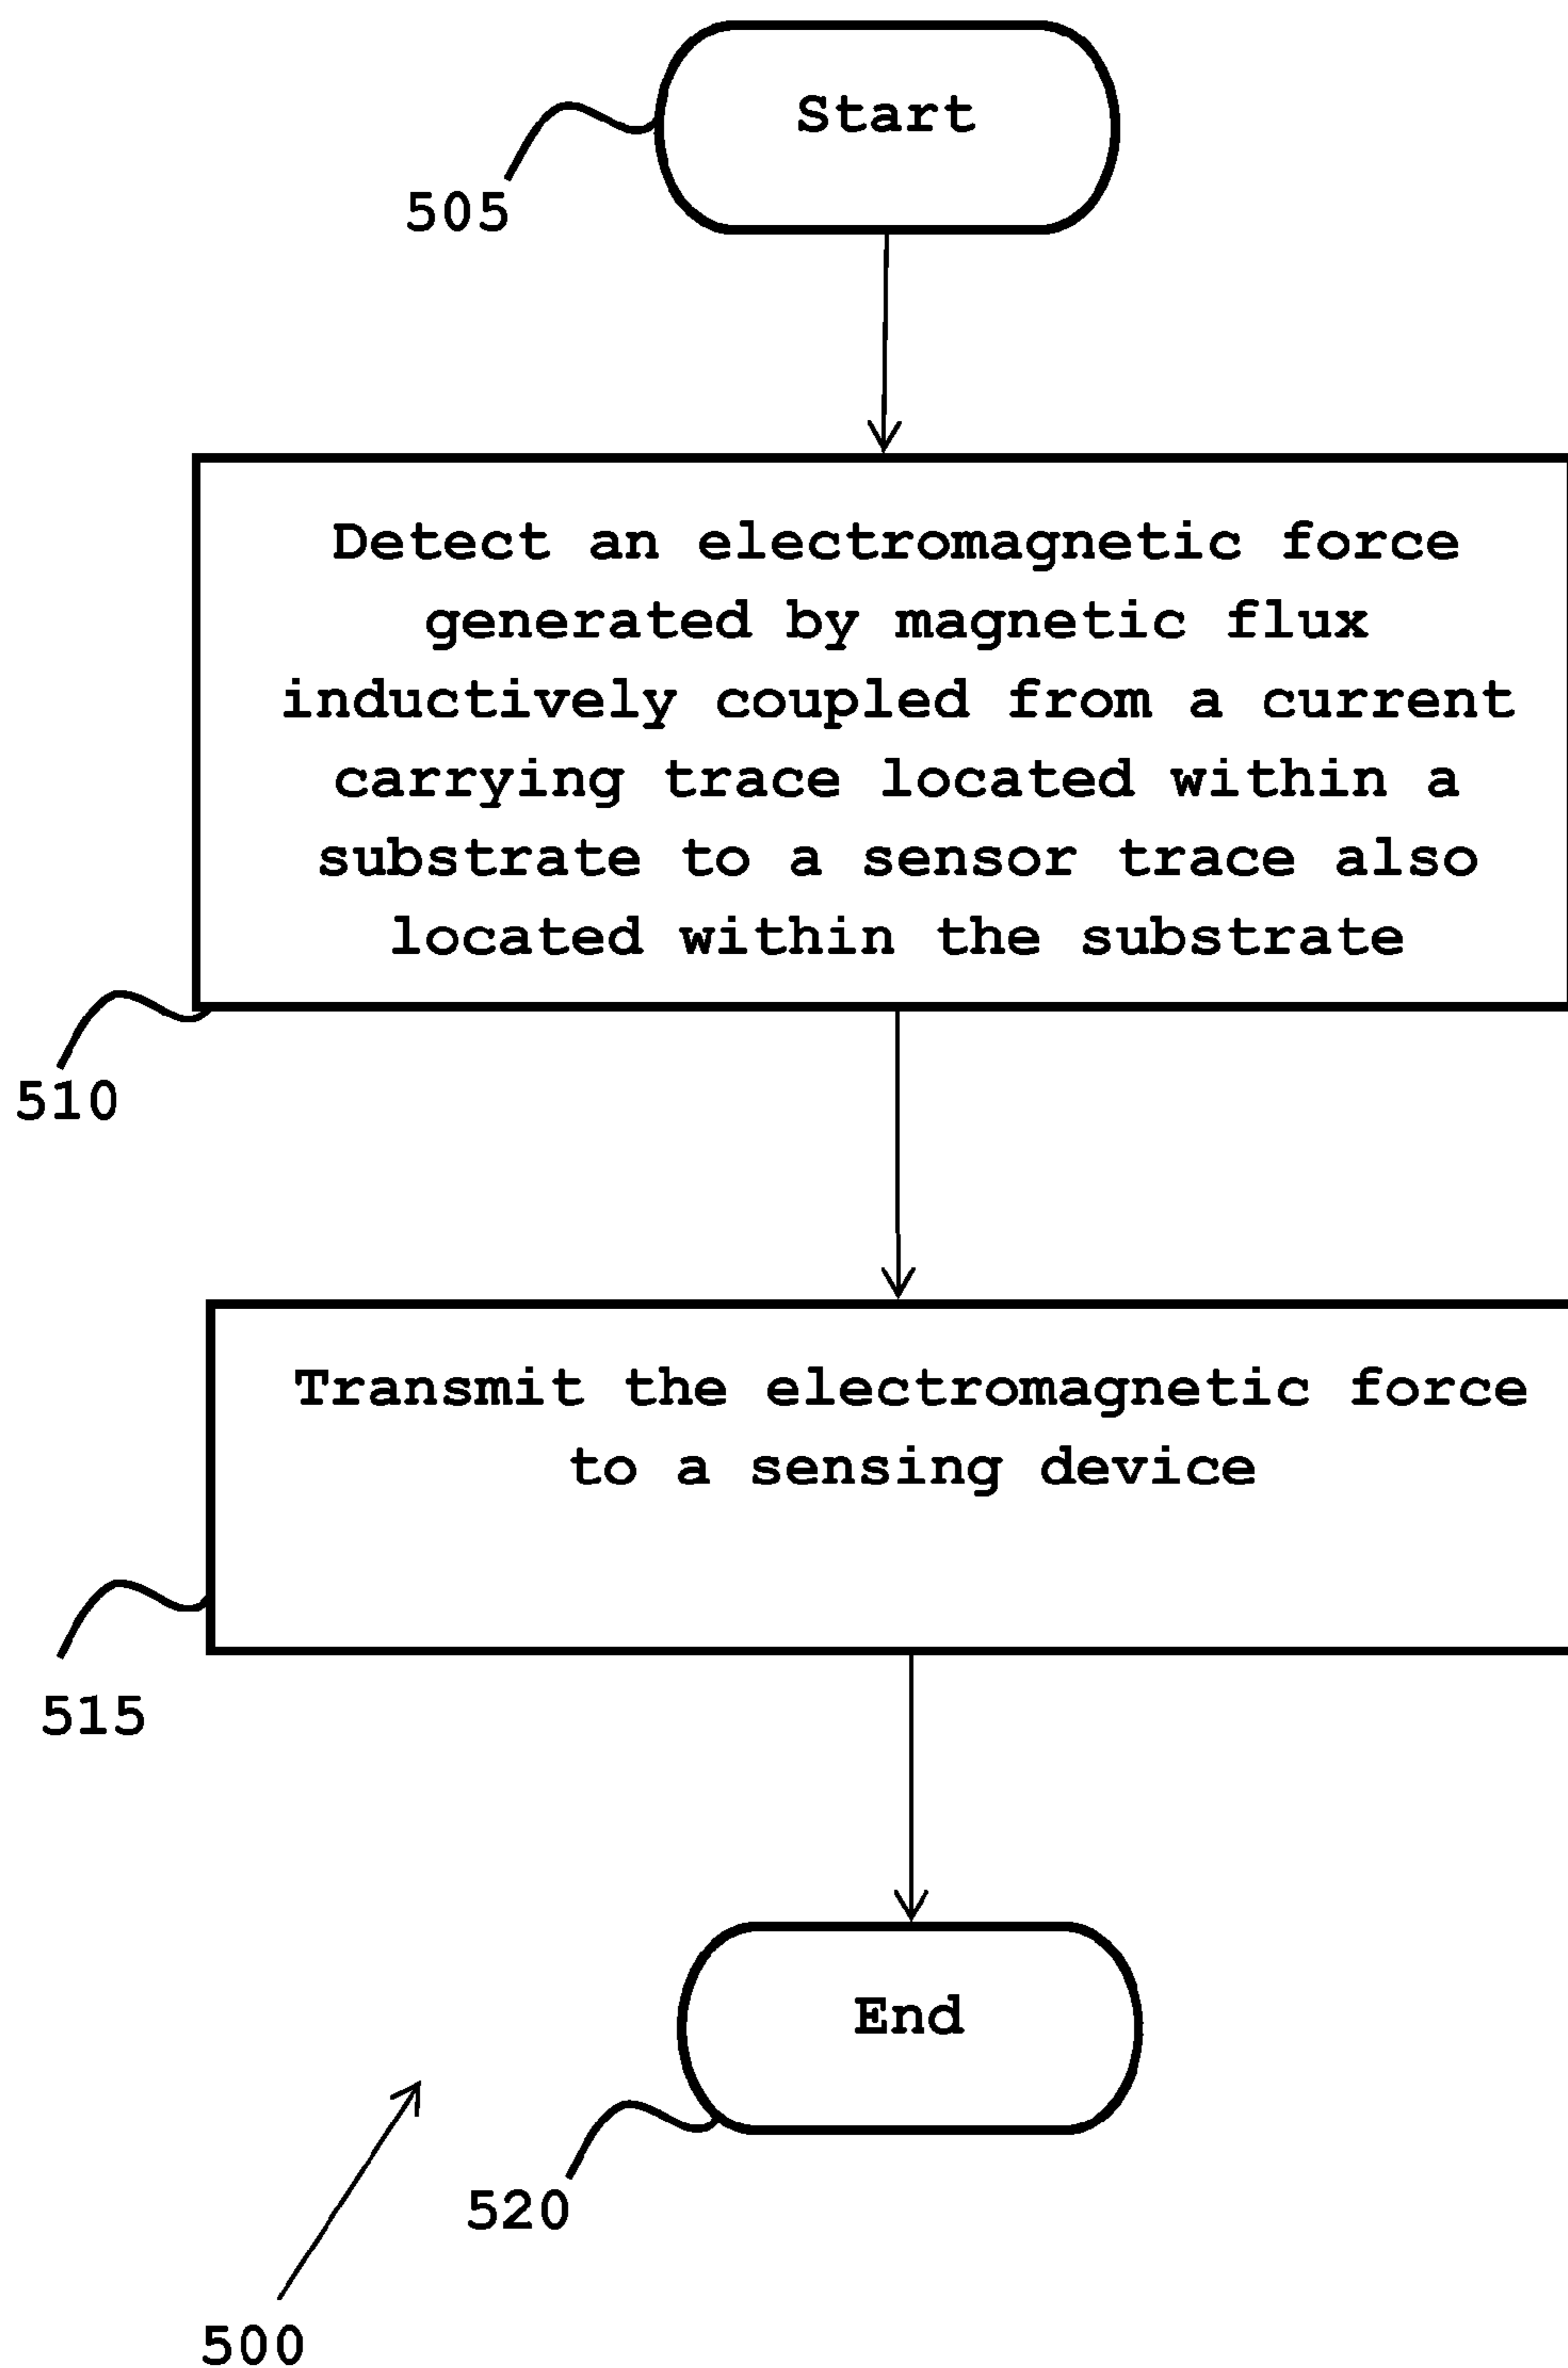 Start
505
Detect an electromagnetic force
generated by magnetic flux
inductively coupled from a current
carrying trace located within a
substrate to a sensor trace also
located within the substrate
510
Transmit the electromagnetic force
to a sensing device
515
End
520
500